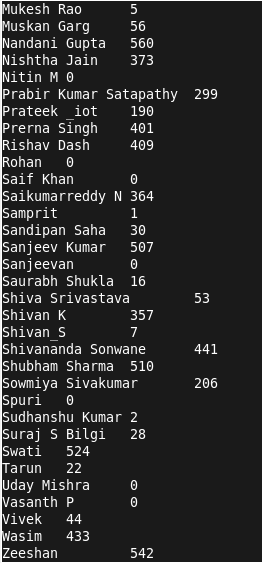 Mukesh Rao 5
Muskan Garg 56
Nandani Gupta 560
Nishtha Jain 373
Nitin M 0
Prabir Kumar Satapathy 299
Prateek _iot 190
Prerna Singh 401
Rishav Dash 409
Rohan 0
Saif Khan 0
Saikumarreddy N 364
Samprit 1
Sandipan Saha 30
Sanjeev Kumar 507
Sanjeevan 0
Saurabh Shukla 16
Shiva Srivastava 53
Shivan K 357
Shivan_S 7
Shivananda Sonwane 441
Shubham Sharma 510
Sowmiya Sivakumar 206
Spuri 0
Sudhanshu Kumar 2
Suraj S Bilgi 28
Swati 524
Tarun 22
Uday Mishra 0
Vasanth P 0
Vivek 44
Wasim 433
Zeeshan 542